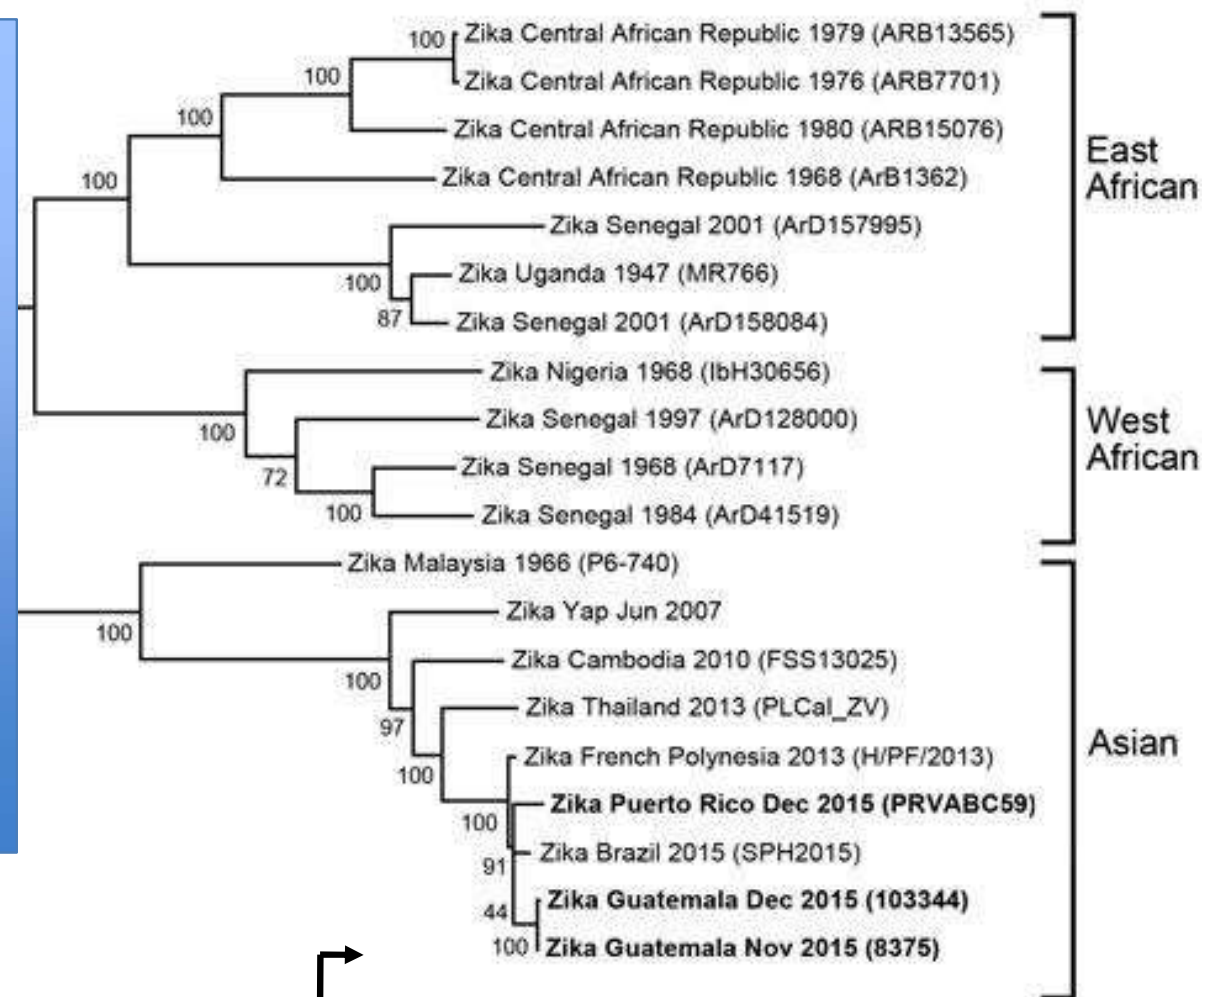 100 Zika Central African Republic 1979 (ARB13565)
100 Zika Central African Republic 1976 (ARB7701)
100 Zika Central African Republic 1980 (ARB15076)
100 Zika Central African Republic 1968 (ArB1362)
Zika Senegal 2001 (ArD157995)
100 Zika Uganda 1947 (MR766)
87 Zika Senegal 2001 (ArD158084)
East
African
Zika Nigeria 1968 (IbH30656)
100 Zika Senegal 1997 (ArD128000)
72 Zika Senegal 1968 (ArD7117)
100 Zika Senegal 1984 (ArD41519)
West
African
Zika Malaysia 1966 (P6-740)
100 Zika Yap Jun 2007
100 Zika Cambodia 2010 (FSS13025)
97 Zika Thailand 2013 (PLCal_ZV)
100 Zika French Polynesia 2013 (H/PF/2013)
100 Zika Puerto Rico Dec 2015 (PRVABC59)
91 Zika Brazil 2015 (SPH2015)
44 Zika Guatemala Dec 2015 (103344)
100 Zika Guatemala Nov 2015 (8375)
Asian